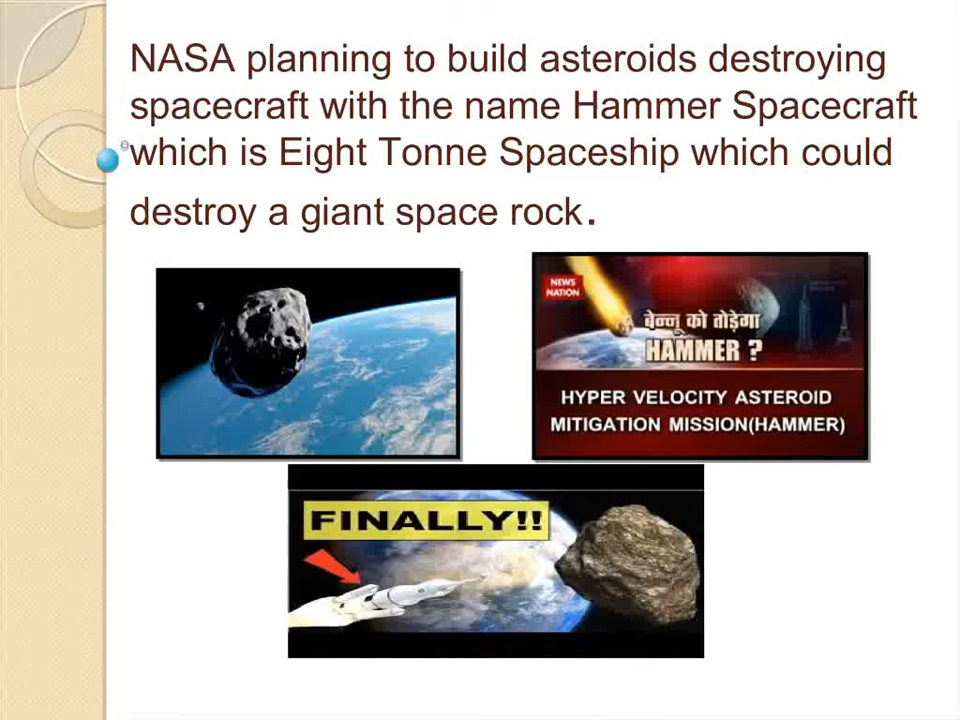 NASA planning to build asteroids destroying
spacecraft with the name Hammer Spacecraft
which is Eight Tonne Spaceship which could
destroy a giant space rock.
NEWS
NATION
बेन्नू को तोड़ेगा
HAMMER ?
HYPER VELOCITY ASTEROID
MITIGATION MISSION(HAMMER)
FINALLY!!